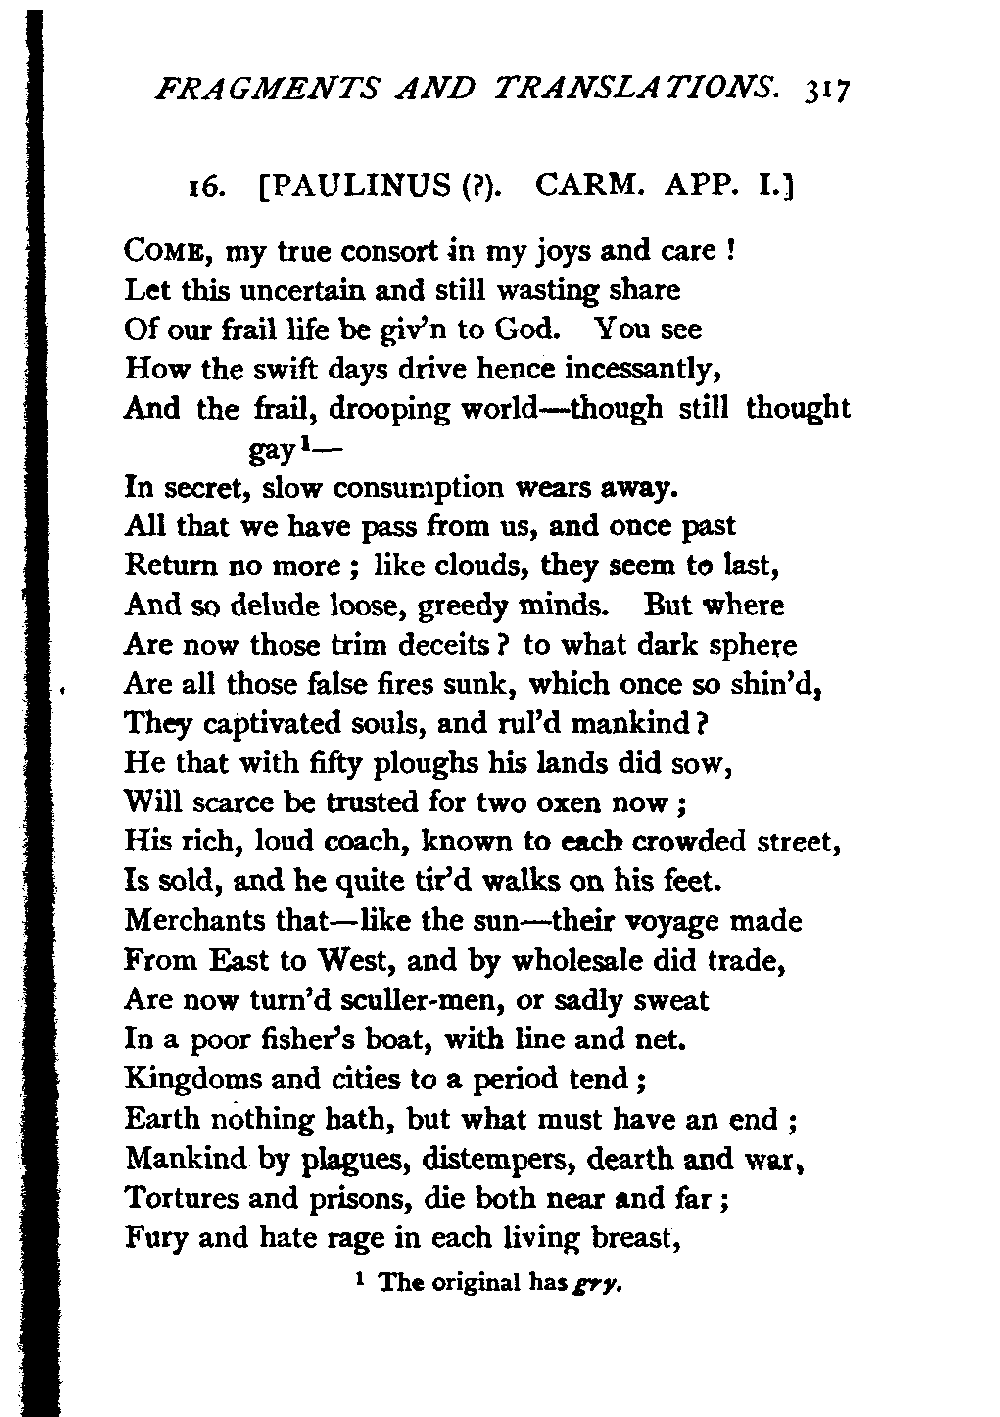 FRAGMENTS AND TRANSLATIONS. 317
16. [PAULINUS (?). CARM. APP. I.]
COME, my true consort in my joys and care !
Let this uncertain and still wasting share
Of our frail life be giv'n to God. You see
How the swift days drive hence incessantly,
And the frail, drooping world—though still thought
gay¹—
In secret, slow consumption wears away.
All that we have pass from us, and once past
Return no more ; like clouds, they seem to last,
And so delude loose, greedy minds. But where
Are now those trim deceits ? to what dark sphere
Are all those false fires sunk, which once so shin'd,
They captivated souls, and rul'd mankind ?
He that with fifty ploughs his lands did sow,
Will scarce be trusted for two oxen now ;
His rich, loud coach, known to each crowded street,
Is sold, and he quite tir'd walks on his feet.
Merchants that—like the sun—their voyage made
From East to West, and by wholesale did trade,
Are now turn'd sculler-men, or sadly sweat
In a poor fisher's boat, with line and net.
Kingdoms and cities to a period tend ;
Earth nothing hath, but what must have an end ;
Mankind by plagues, distempers, dearth and war,
Tortures and prisons, die both near and far ;
Fury and hate rage in each living breast,
¹ The original has gry.